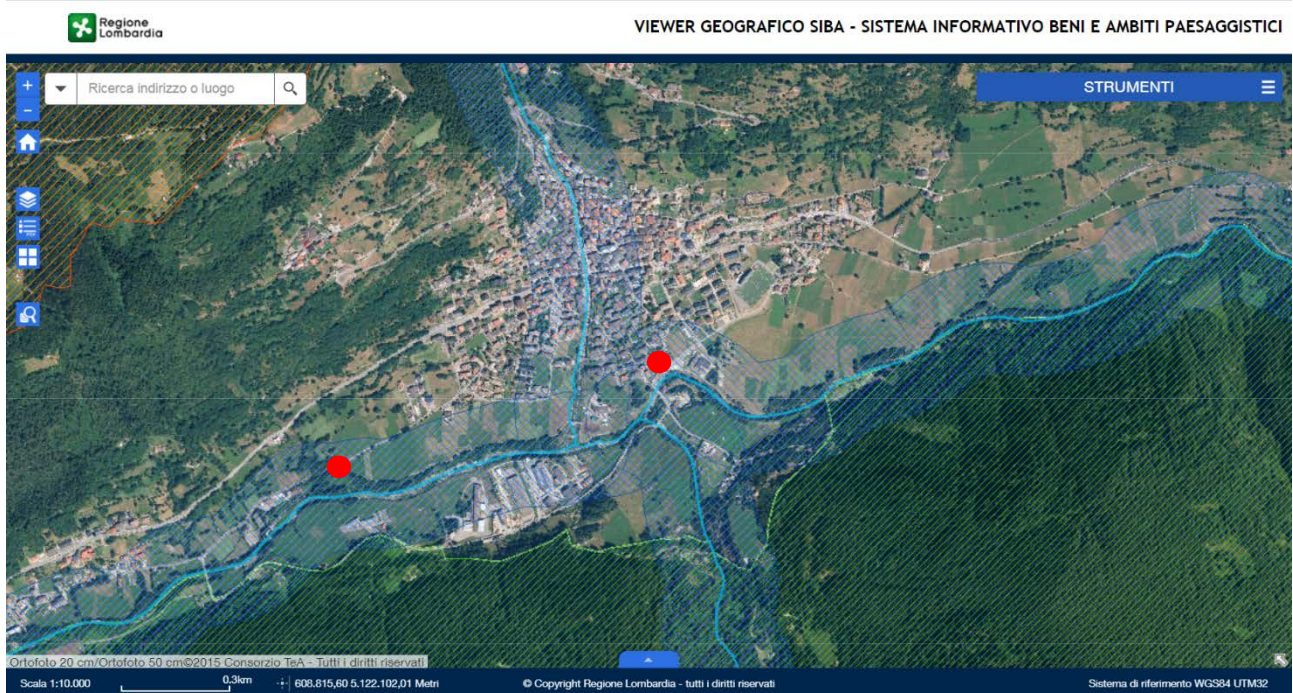 Regione
Lombardia
VIEWER GEOGRAFICO SIBA - SISTEMA INFORMATIVO BENI E AMBITI PAESAGGISTICI
+
Ricerca indirizzo o luogo
STRUMENTI
-
Ortofoto 20 cm/Ortofoto 50 cm©2015 Consorzio TeA - Tutti i diritti riservati
Scala 1:10.000
0.3km
608.815,60 5.122.102,01 Metri
© Copyright Regione Lombardia - tutti i diritti riservati
Sistema di riferimento WGS84 UTM32